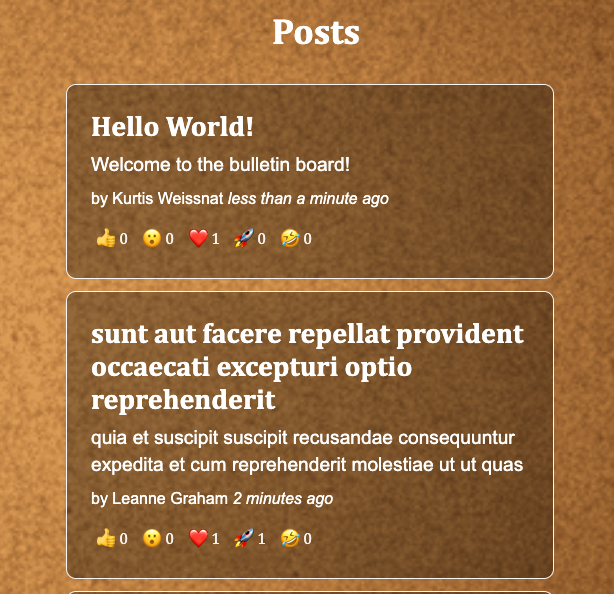 Posts
Hello World!
Welcome to the bulletin board!
by Kurtis Weissnat less than a minute ago
👍 0 😮 0 ❤️ 1 🚀 0 🤣 0
sunt aut facere repellat provident
occaecati excepturi optio
reprehenderit
quia et suscipit suscipit recusandae consequuntur
expedita et cum reprehenderit molestiae ut ut quas
by Leanne Graham 2 minutes ago
👍 0 😮 0 ❤️ 1 🚀 1 🤣 0